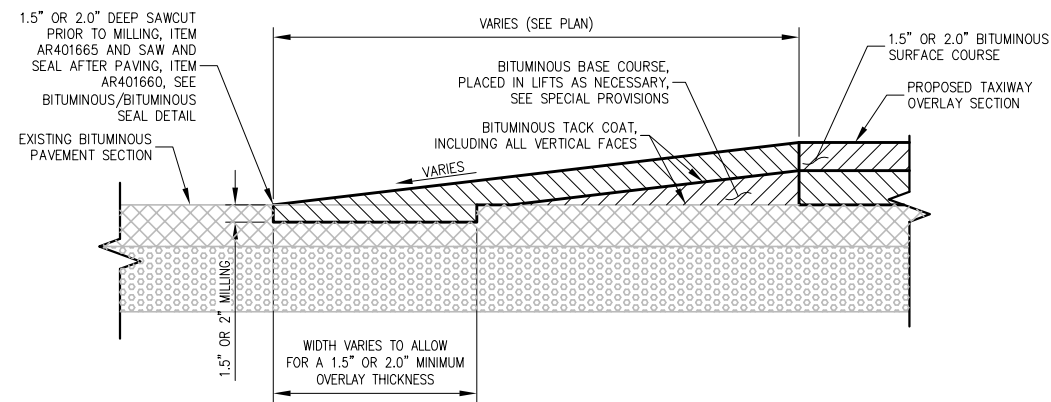 1.5" OR 2.0" DEEP SAWCUT
PRIOR TO MILLING, ITEM
AR401665 AND SAW AND
SEAL AFTER PAVING, ITEM
AR401660, SEE
BITUMINOUS/BITUMINOUS
SEAL DETAIL
EXISTING BITUMINOUS
PAVEMENT SECTION
VARIES (SEE PLAN)
BITUMINOUS BASE COURSE,
PLACED IN LIFTS AS NECESSARY,
SEE SPECIAL PROVISIONS
BITUMINOUS TACK COAT,
INCLUDING ALL VERTICAL FACES
VARIES
1.5" OR 2.0" BITUMINOUS
SURFACE COURSE
PROPOSED TAXIWAY
OVERLAY SECTION
1.5" OR 2" MILLING
WIDTH VARIES TO ALLOW
FOR A 1.5" OR 2.0" MINIMUM
OVERLAY THICKNESS